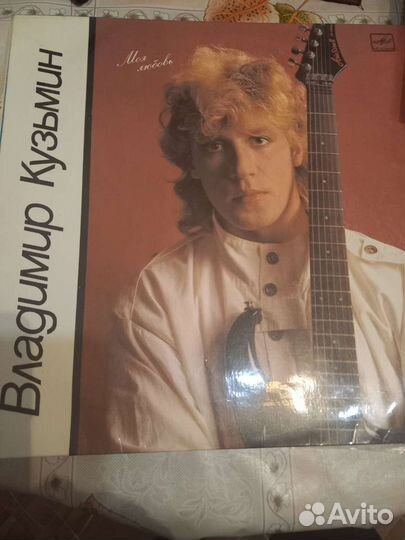 Владимир Кузьмин
Моя
любовь
Avito